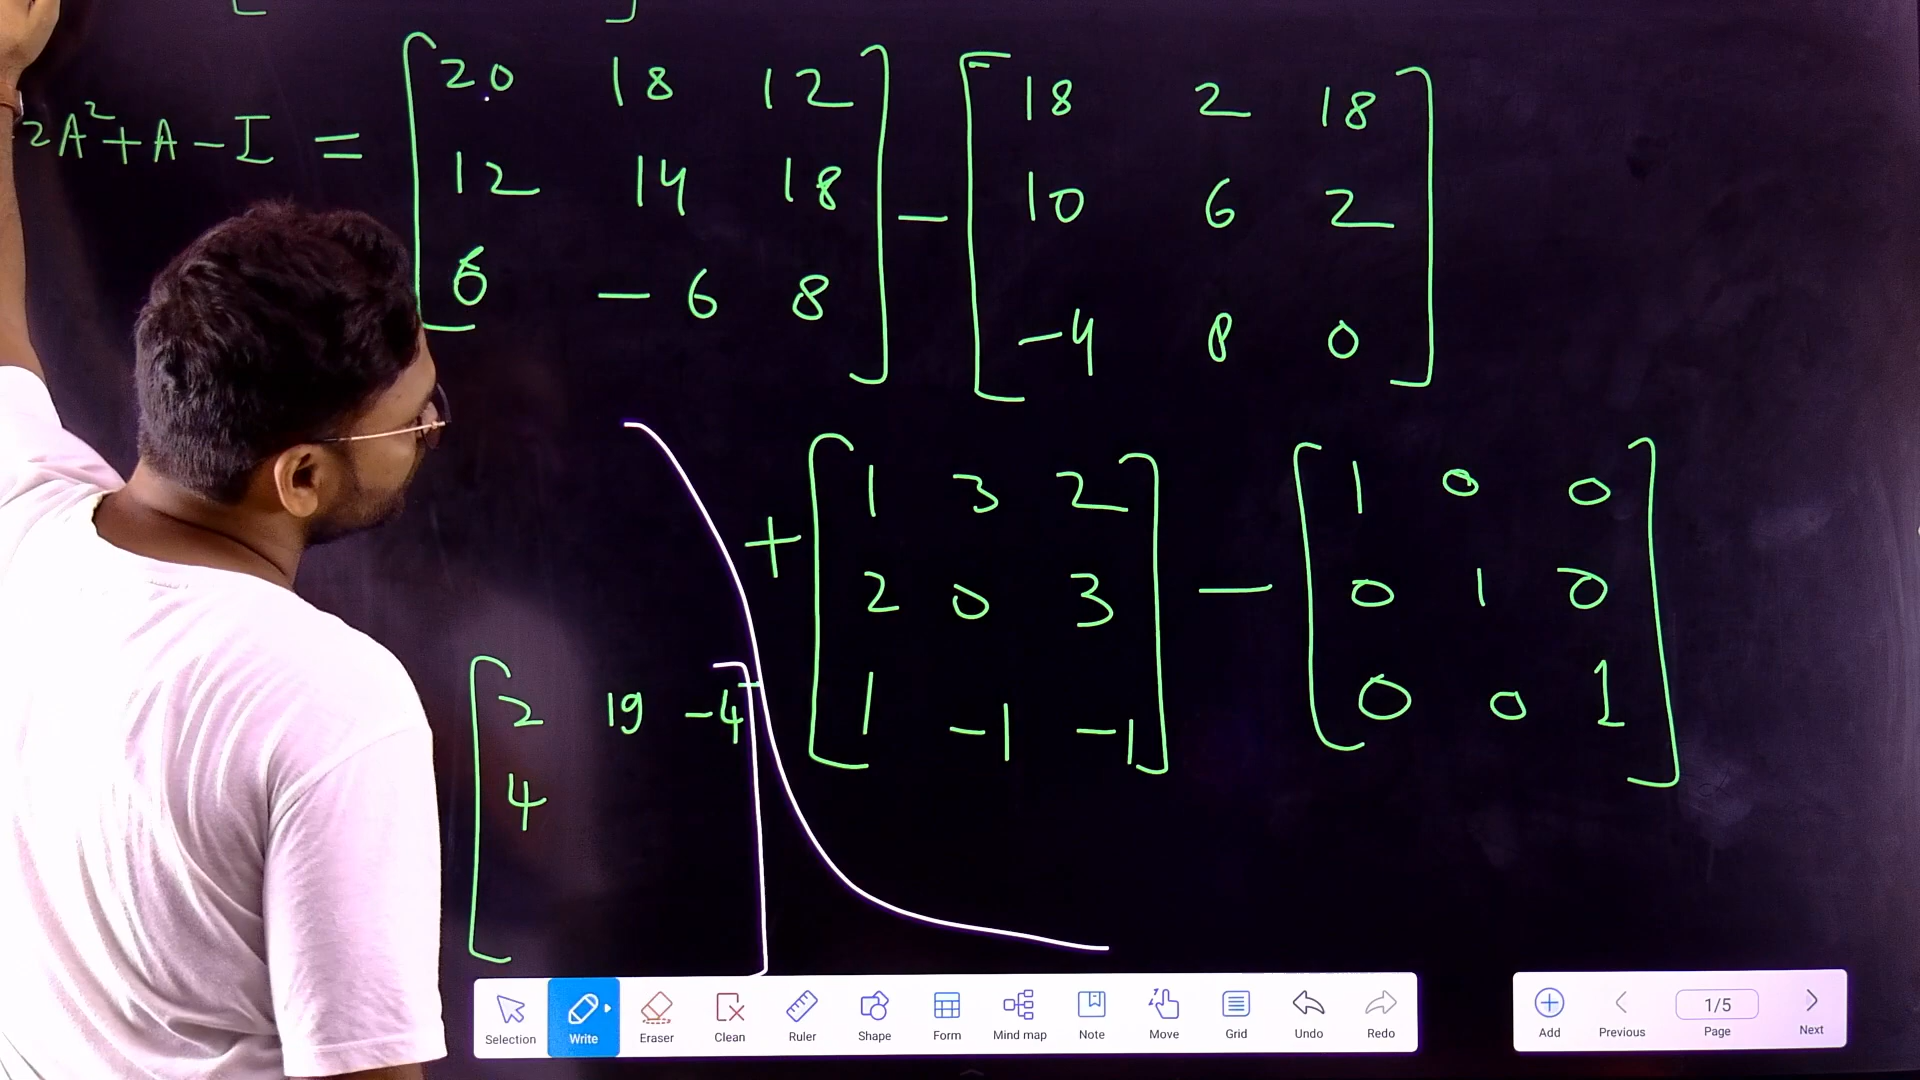 2A²+A-I = [20 18 12] - [18 2 18]
[12 14 18] [10 6 2]
[6 -6 8] [-4 8 0]
+ [1 3 2] - [1 0 0]
[2 0 3] [0 1 0]
[1 -1 -1] [0 0 1]
[2 19 -4]
[4 ]
Selection Write Eraser Clean Ruler Shape Form Mind map Note Move Grid Undo Redo
Add Previous 1/5 Page Next